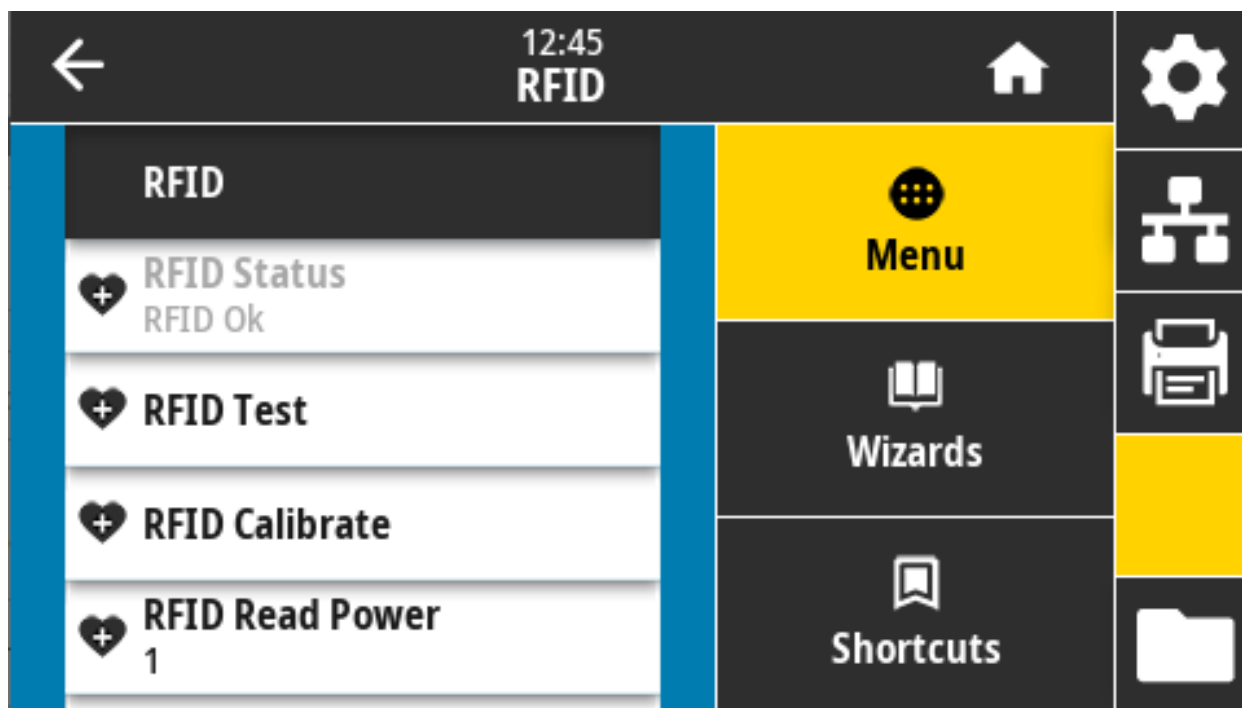 12:45
RFID
RFID
RFID Status
RFID Ok
RFID Test
RFID Calibrate
RFID Read Power
1
Menu
Wizards
Shortcuts